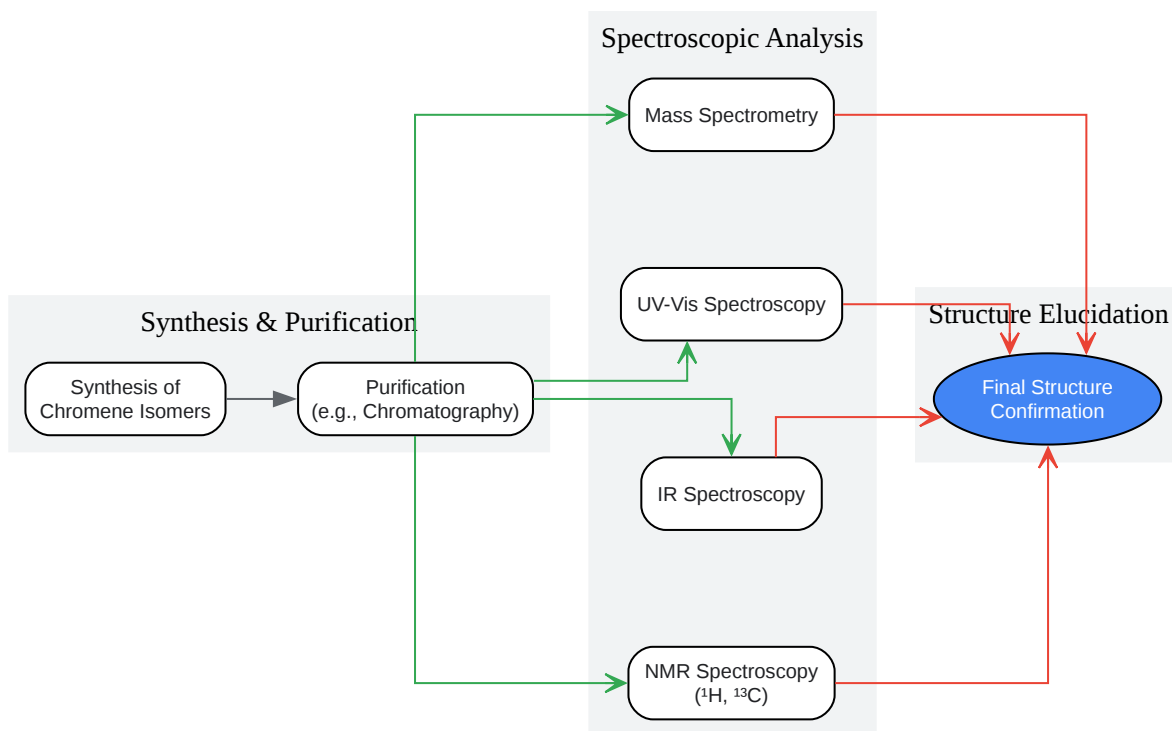 Spectroscopic Analysis
Mass Spectrometry
UV-Vis Spectroscopy
Synthesis & Purification
Structure Elucidation
Synthesis of
Chromene Isomers
Purification
(e.g., Chromatography)
Final Structure
Confirmation
IR Spectroscopy
NMR Spectroscopy
(¹H, ¹³C)